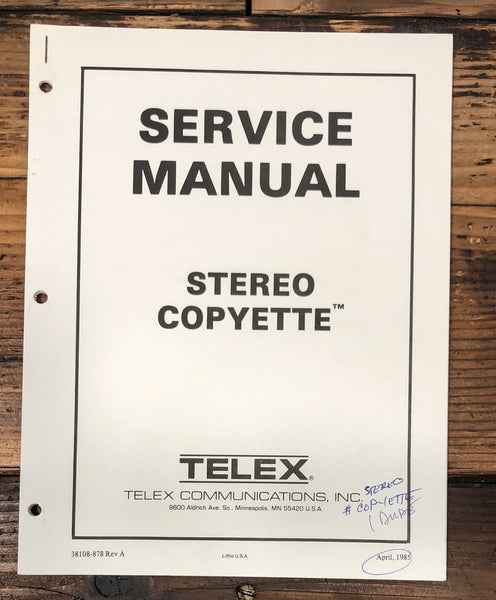 SERVICE
MANUAL
STEREO
COPYETTE™
TELEX®
TELEX COMMUNICATIONS, INC.
9600 Aldrich Ave. So., Minneapolis, MN 55420 U.S.A.
STEREO
# COPYETTE
1
38108-878 Rev A
Litho U.S.A.
April, 1985